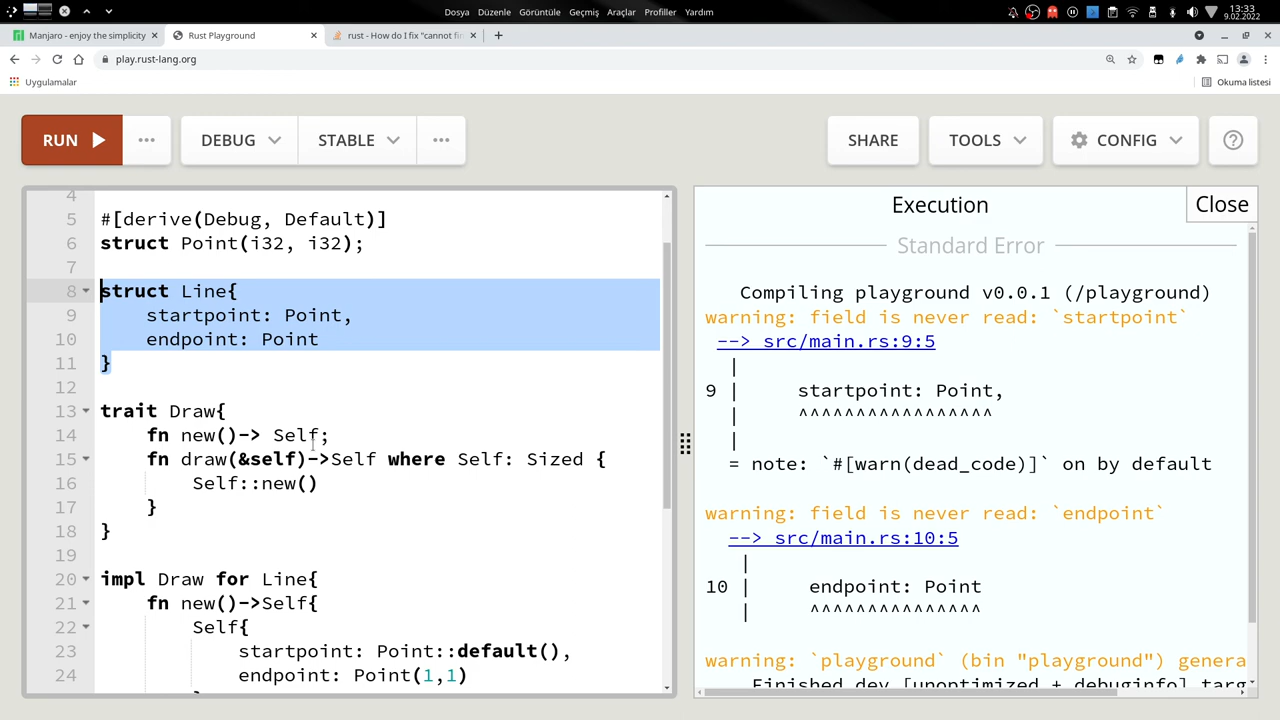 Dosya Düzenle Görüntüle Geçmiş Araçlar Profiller Yardım
13:33
9.02.2022
Manjaro - enjoy the simplicity
Rust Playground
rust - How do I fix "cannot fi
play.rust-lang.org
Uygulamalar
Okuma listesi
RUN
DEBUG
STABLE
SHARE
TOOLS
CONFIG
4
5 #[derive(Debug, Default)]
6 struct Point(i32, i32);
7
8 struct Line{
9 startpoint: Point,
10 endpoint: Point
11 }
12
13 trait Draw{
14 fn new()-> Self;
15 fn draw(&self)->Self where Self: Sized {
16 Self::new()
17 }
18 }
19
20 impl Draw for Line{
21 fn new()->Self{
22 Self{
23 startpoint: Point::default(),
24 endpoint: Point(1,1)
Execution
Close
Standard Error
Compiling playground v0.0.1 (/playground)
warning: field is never read: `startpoint`
--> src/main.rs:9:5
|
9 | startpoint: Point,
| ^^^^^^^^^^^^^^^^^
|
= note: `#[warn(dead_code)]` on by default
warning: field is never read: `endpoint`
--> src/main.rs:10:5
|
10 | endpoint: Point
| ^^^^^^^^^^^^^^^
warning: `playground` (bin "playground") genera
Finished dev [unoptimized + debuginfo] targ